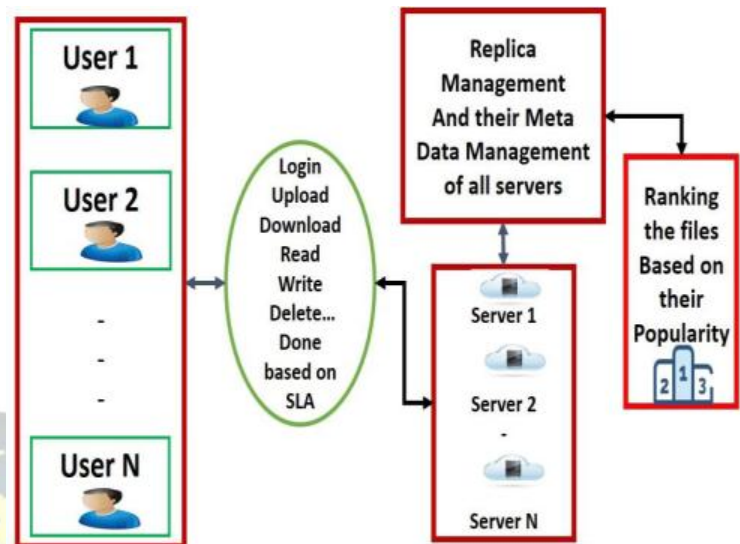 User 1
User 2
-
-
-
User N
Login
Upload
Download
Read
Write
Delete...
Done
based on
SLA
Replica
Management
And their Meta
Data Management
of all servers
Server 1
Server 2
-
Server N
Ranking
the files
Based on
their
Popularity
2 1 3